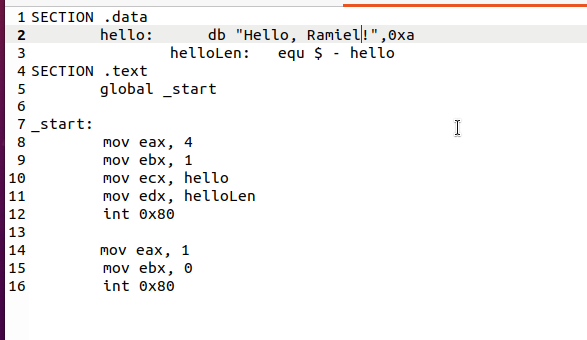 1 SECTION .data
2 hello: db "Hello, Ramiel!",0xa
3 helloLen: equ $ - hello
4 SECTION .text
5 global _start
6
7 _start:
8 mov eax, 4
9 mov ebx, 1
10 mov ecx, hello
11 mov edx, helloLen
12 int 0x80
13
14 mov eax, 1
15 mov ebx, 0
16 int 0x80